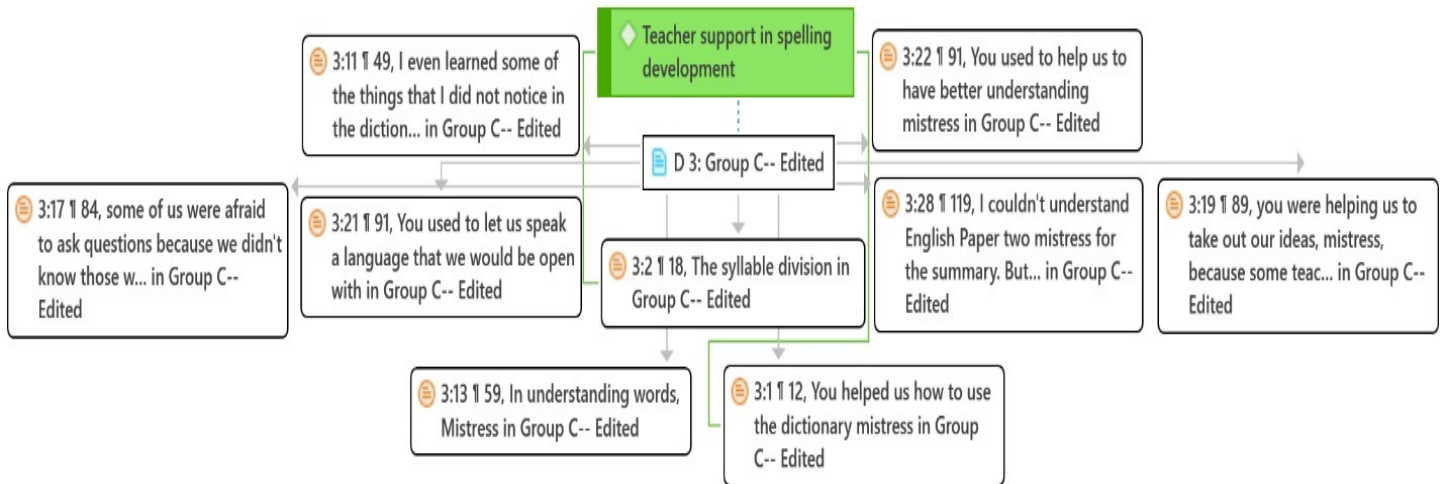 Teacher support in spelling
development
3:11 ¶ 49, I even learned some of
the things that I did not notice in
the diction... in Group C-- Edited
3:22 ¶ 91, You used to help us to
have better understanding
mistress in Group C-- Edited
D 3: Group C-- Edited
3:17 ¶ 84, some of us were afraid
to ask questions because we didn't
know those w... in Group C--
Edited
3:21 ¶ 91, You used to let us speak
a language that we would be open
with in Group C-- Edited
3:2 ¶ 18, The syllable division in
Group C-- Edited
3:28 ¶ 119, I couldn't understand
English Paper two mistress for
the summary. But... in Group C--
Edited
3:19 ¶ 89, you were helping us to
take out our ideas, mistress,
because some teac... in Group C--
Edited
3:13 ¶ 59, In understanding words,
Mistress in Group C-- Edited
3:1 ¶ 12, You helped us how to use
the dictionary mistress in Group
C-- Edited